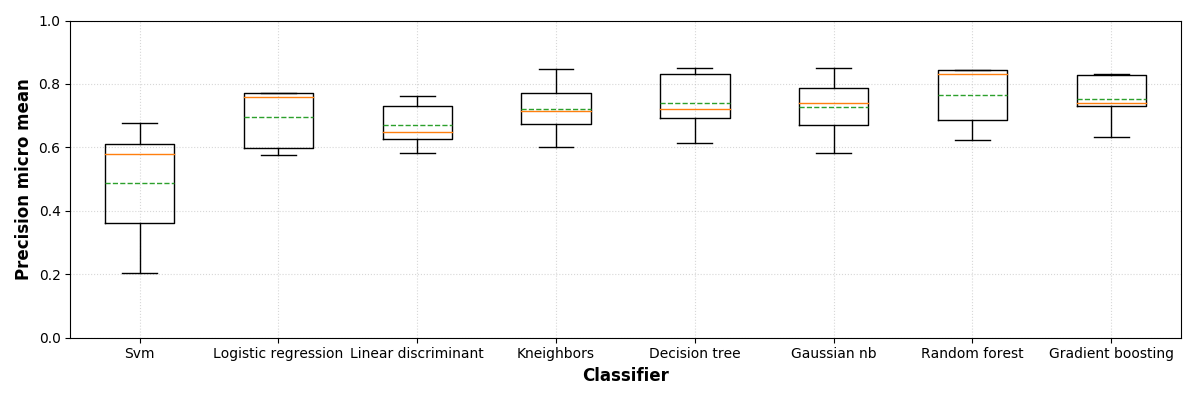 Precision micro mean
1.0
0.8
0.6
0.4
0.2
0.0
Svm Logistic regression Linear discriminant Kneighbors Decision tree Gaussian nb Random forest Gradient boosting
Classifier